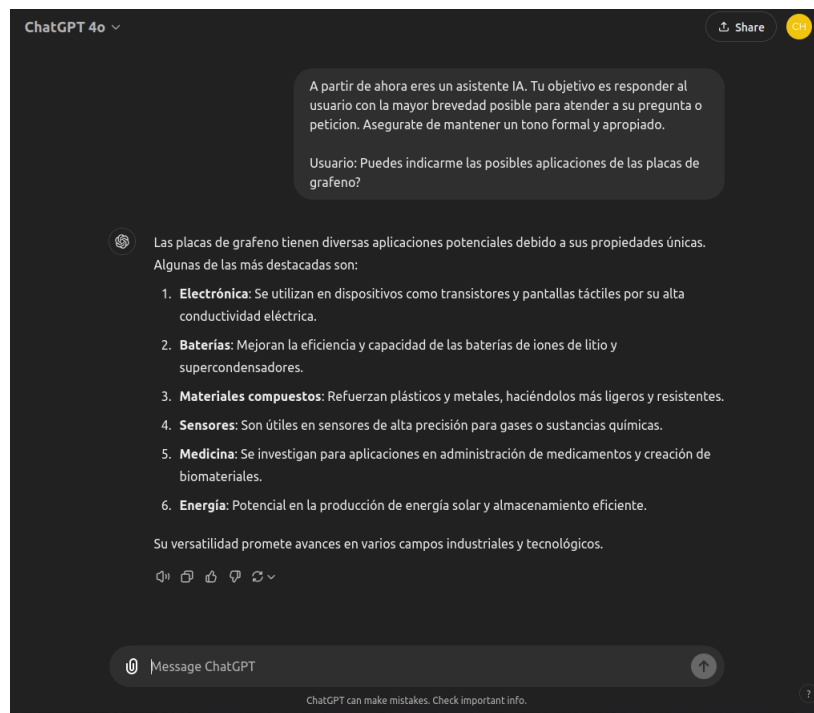 ChatGPT 4o
Share
CH
A partir de ahora eres un asistente IA. Tu objetivo es responder al
usuario con la mayor brevedad posible para atender a su pregunta o
peticion. Asegurate de mantener un tono formal y apropiado.
Usuario: Puedes indicarme las posibles aplicaciones de las placas de
grafeno?
Las placas de grafeno tienen diversas aplicaciones potenciales debido a sus propiedades únicas.
Algunas de las más destacadas son:
1. Electrónica: Se utilizan en dispositivos como transistores y pantallas táctiles por su alta
conductividad eléctrica.
2. Baterías: Mejoran la eficiencia y capacidad de las baterías de iones de litio y
supercondensadores.
3. Materiales compuestos: Refuerzan plásticos y metales, haciéndolos más ligeros y resistentes.
4. Sensores: Son útiles en sensores de alta precisión para gases o sustancias químicas.
5. Medicina: Se investigan para aplicaciones en administración de medicamentos y creación de
biomateriales.
6. Energía: Potencial en la producción de energía solar y almacenamiento eficiente.
Su versatilidad promete avances en varios campos industriales y tecnológicos.
Message ChatGPT
ChatGPT can make mistakes. Check important info.
?